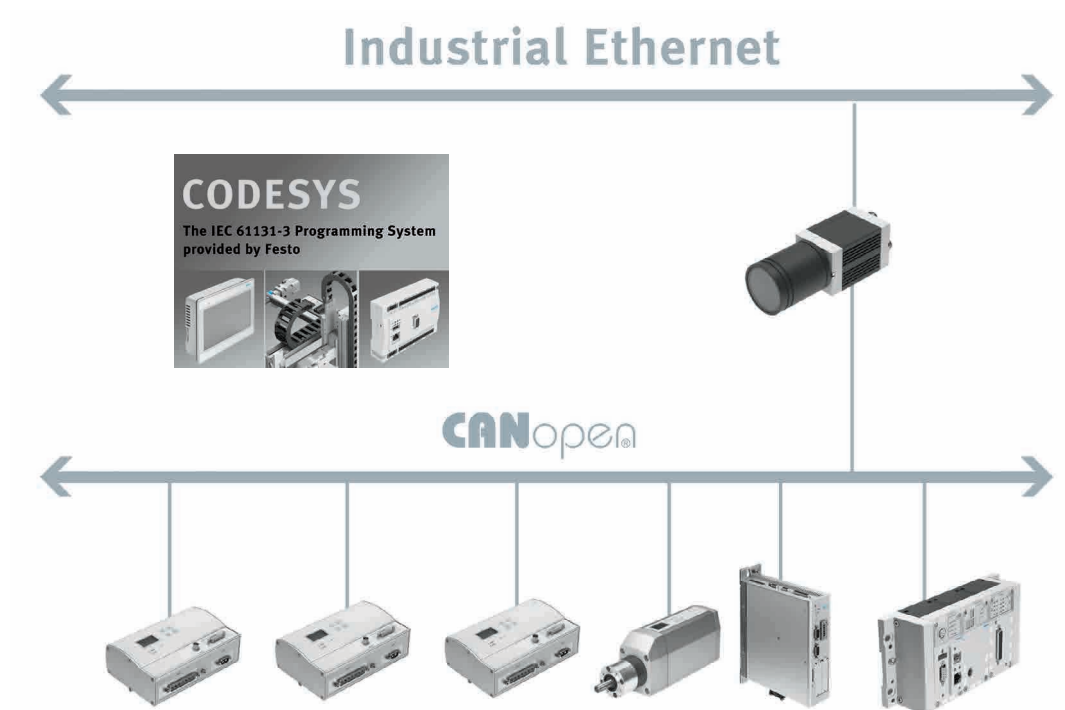 Industrial Ethernet
CODESYS
The IEC 61131-3 Programming System
provided by Festo
CANopen®